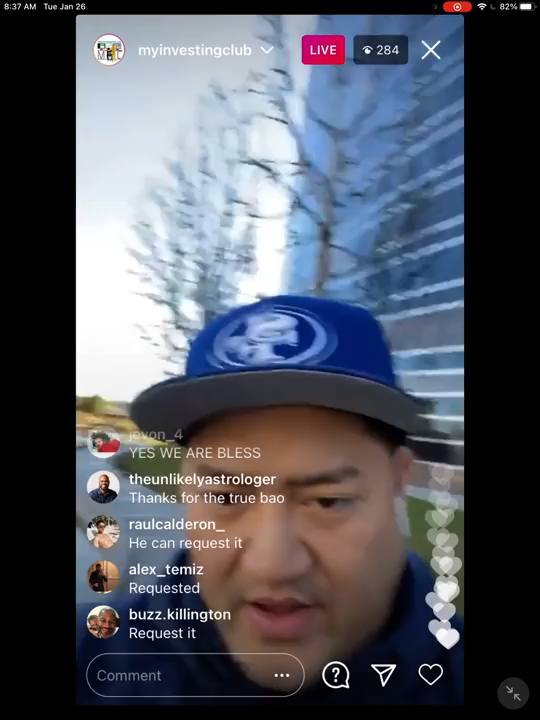 8:37 AM Tue Jan 26
82%
myinvestingclub
LIVE
284
jevon_4
YES WE ARE BLESS
theunlikelyastrologer
Thanks for the true bao
raulcalderon_
He can request it
alex_temiz
Requested
buzz.killington
Request it
Comment